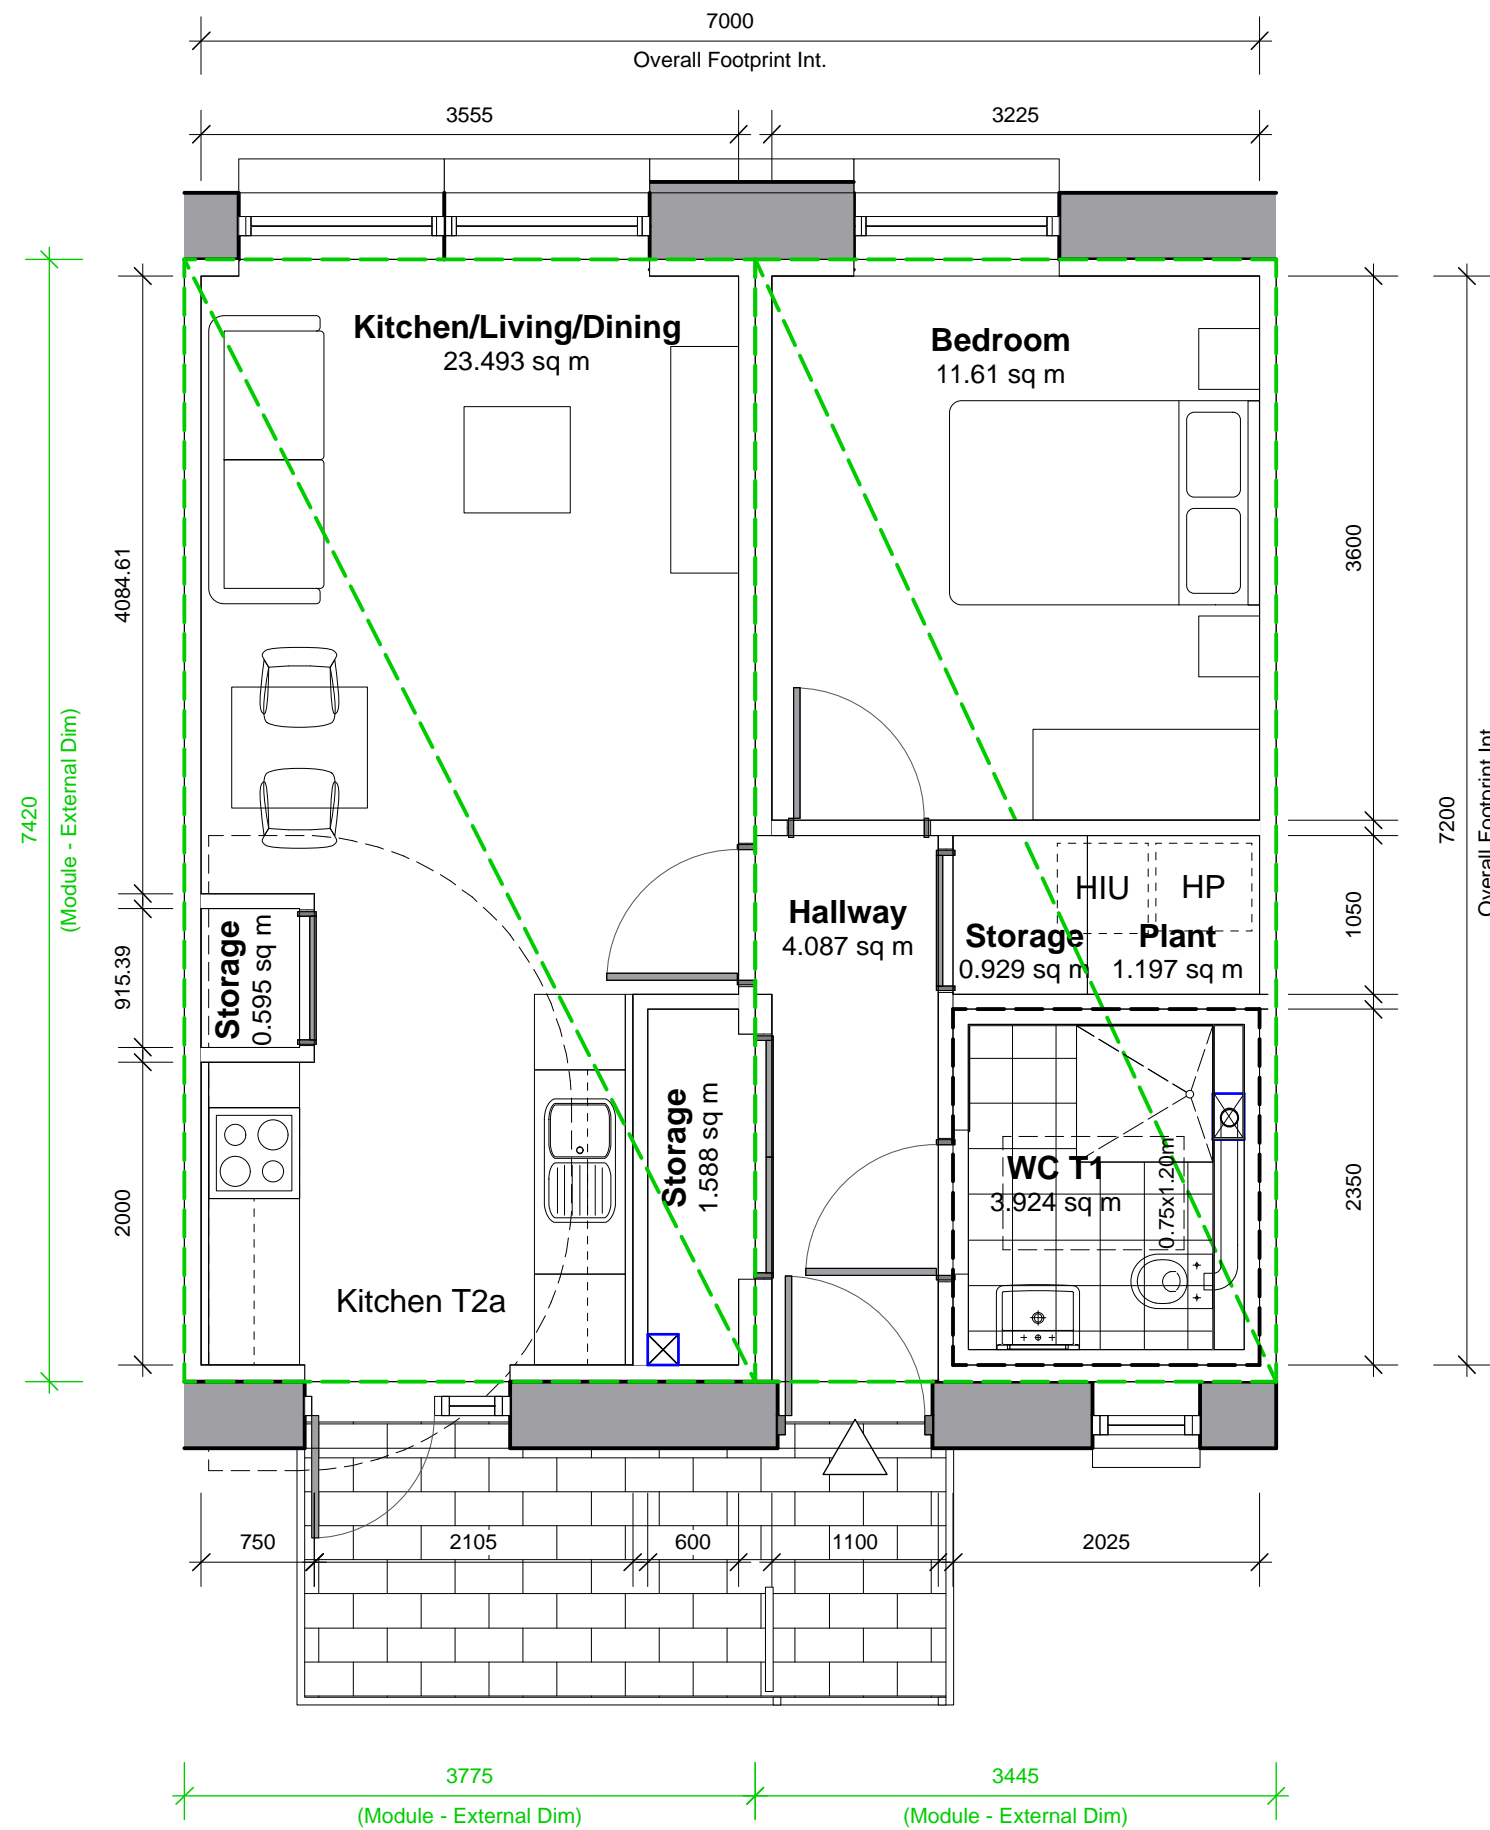 7000
Overall Footprint Int.
3555
3225
Kitchen/Living/Dining
23.493 sq m
Bedroom
11.61 sq m
4084.61
3600
7420
(Module - External Dim)
7200
Overall Footprint Int.
915.39
Storage
0.595 sq m
Hallway
4.087 sq m
HIU
HP
Storage
0.929 sq m
Plant
1.197 sq m
1050
2000
Storage
1.588 sq m
WC T1
3.924 sq m
0.75x1.20m
2350
Kitchen T2a
750
2105
600
1100
2025
3775
(Module - External Dim)
3445
(Module - External Dim)